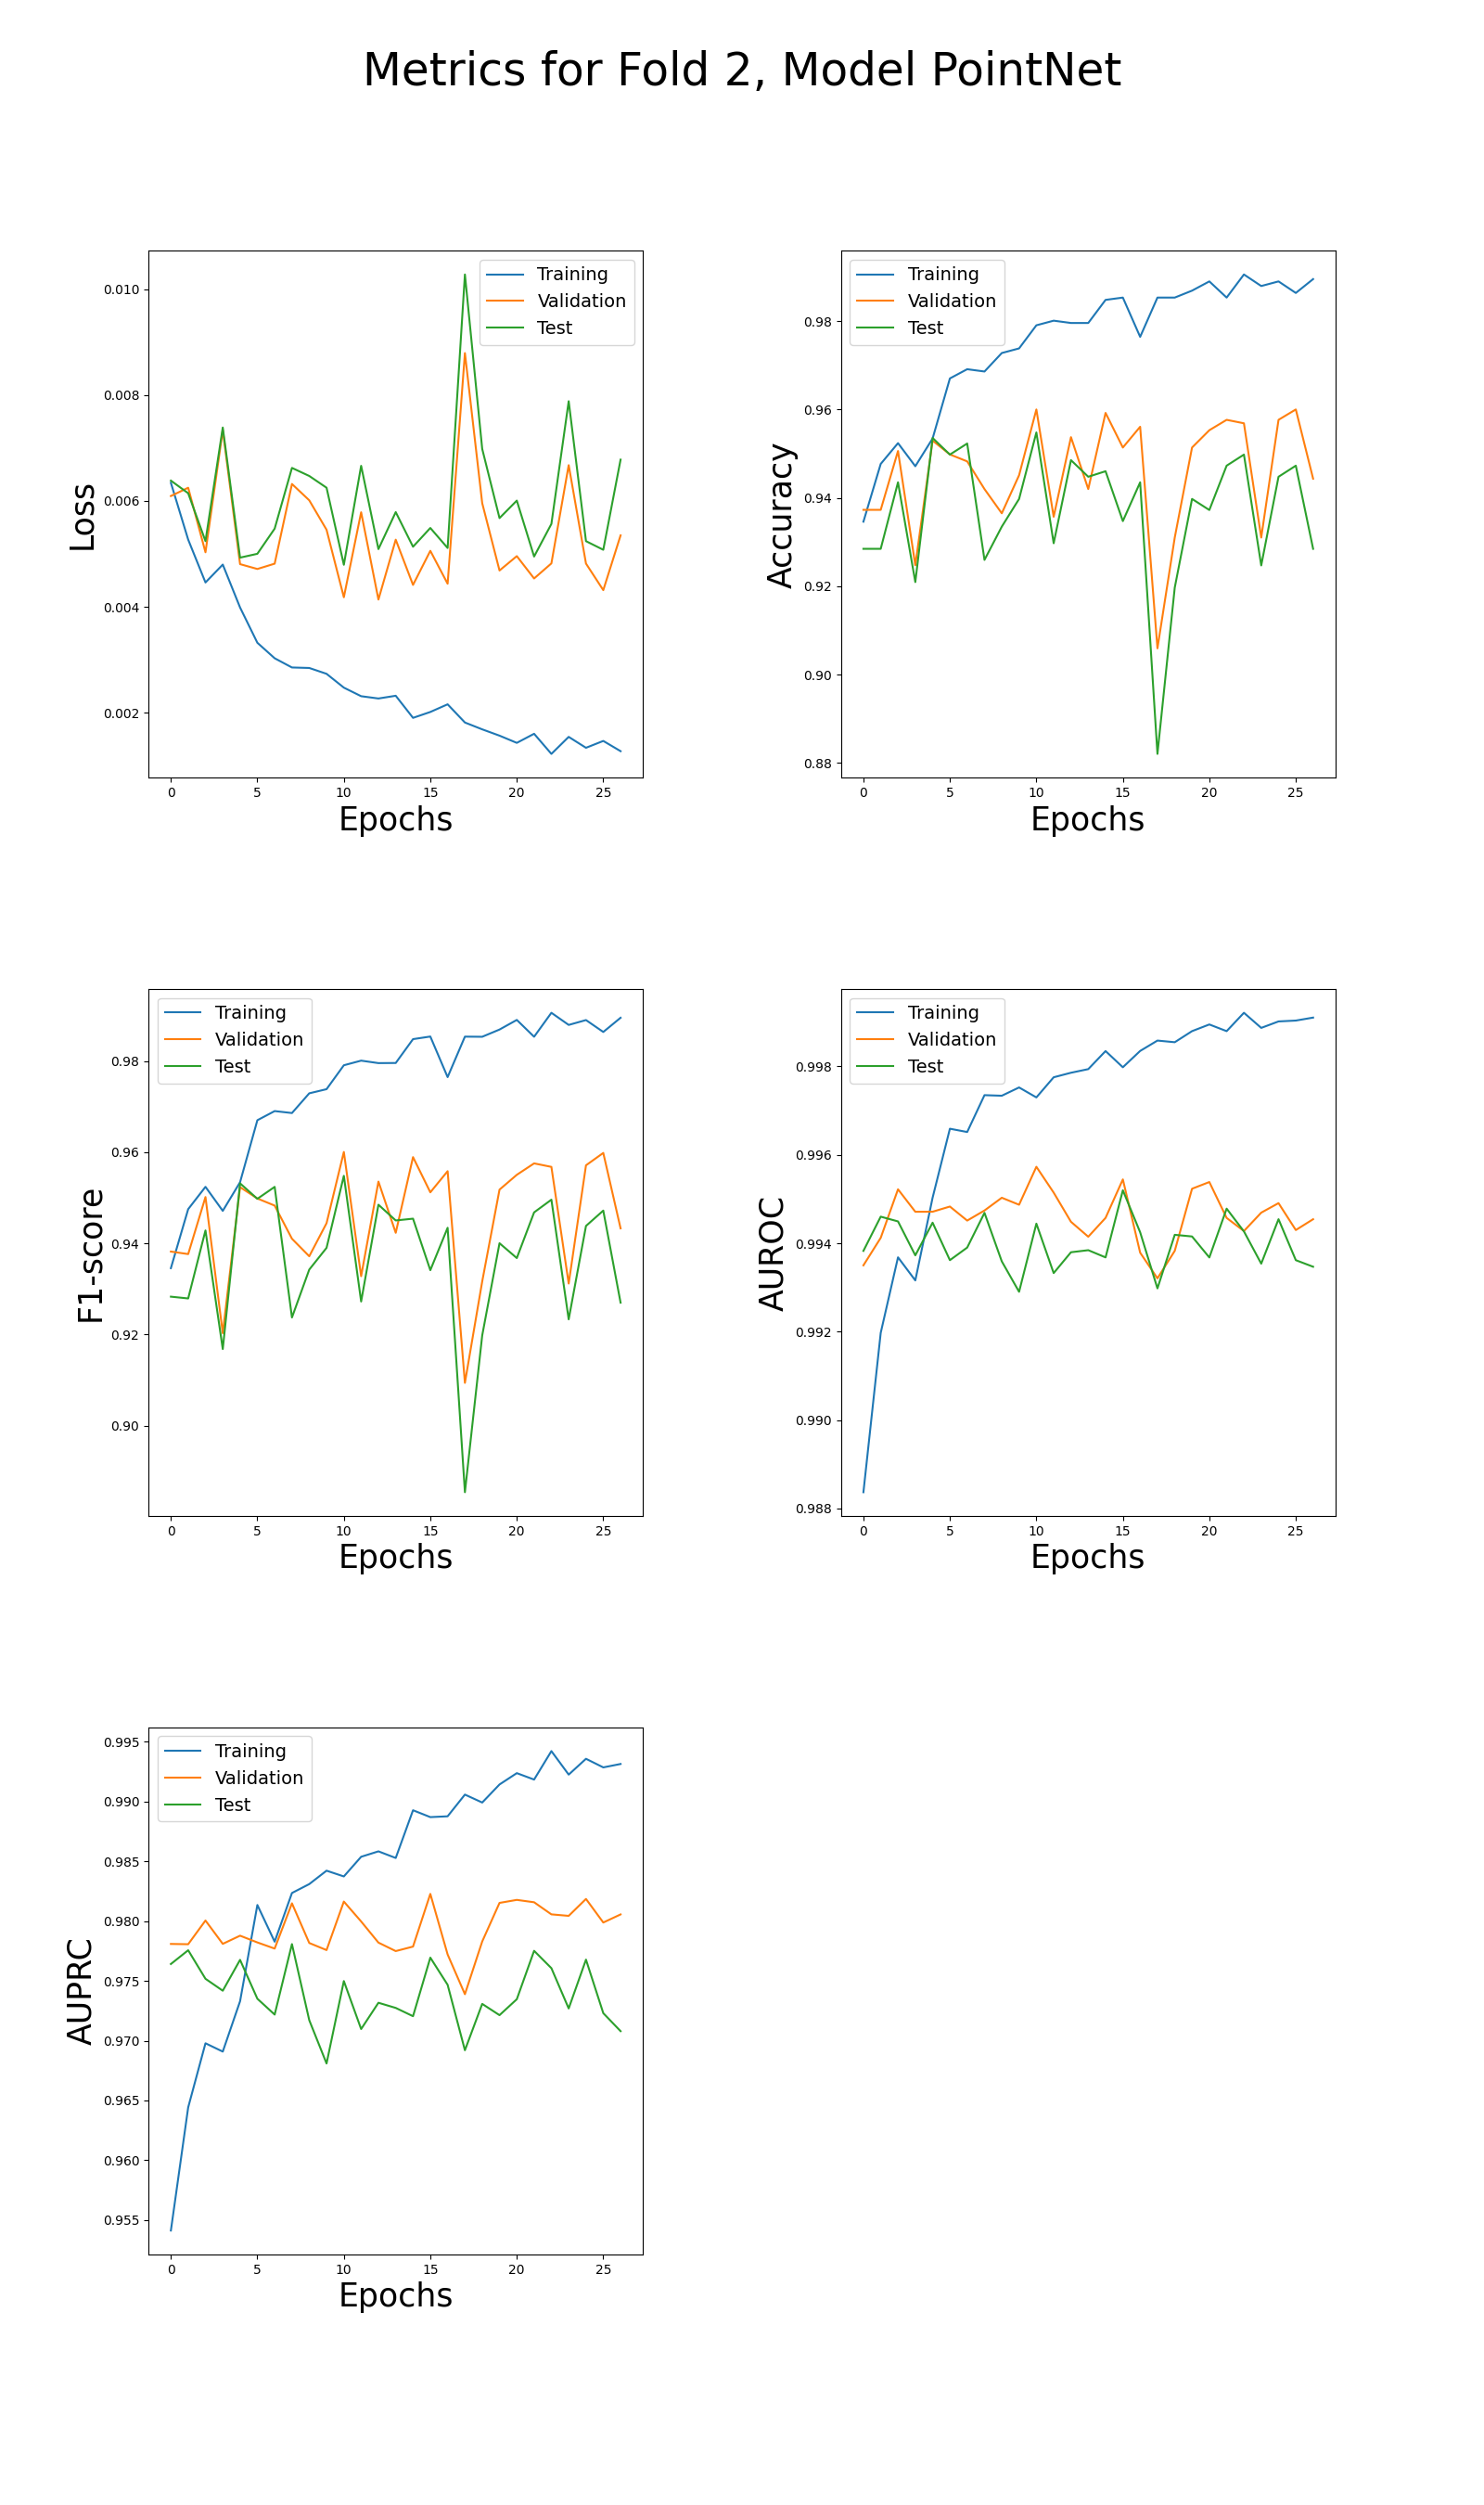 Metrics for Fold 2, Model PointNet
Loss
0.010
0.008
0.006
0.004
0.002
Training
Validation
Test
0 5 10 15 20 25
Epochs
Accuracy
0.98
0.96
0.94
0.92
0.90
0.88
Training
Validation
Test
0 5 10 15 20 25
Epochs
F1-score
0.98
0.96
0.94
0.92
0.90
Training
Validation
Test
0 5 10 15 20 25
Epochs
AUROC
0.998
0.996
0.994
0.992
0.990
0.988
Training
Validation
Test
0 5 10 15 20 25
Epochs
AUPRC
0.995
0.990
0.985
0.980
0.975
0.970
0.965
0.960
0.955
Training
Validation
Test
0 5 10 15 20 25
Epochs